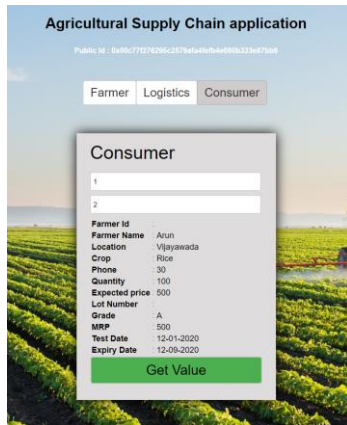 Agricultural Supply Chain application
Public Id :
Farmer Logistics Consumer
Consumer
1
2
Farmer Id :
Farmer Name : Arun
Location : Vijayawada
Crop : Rice
Phone : 30
Quantity : 100
Expected price : 500
Lot Number :
Grade : A
MRP : 500
Test Date : 12-01-2020
Expiry Date : 12-09-2020
Get Value